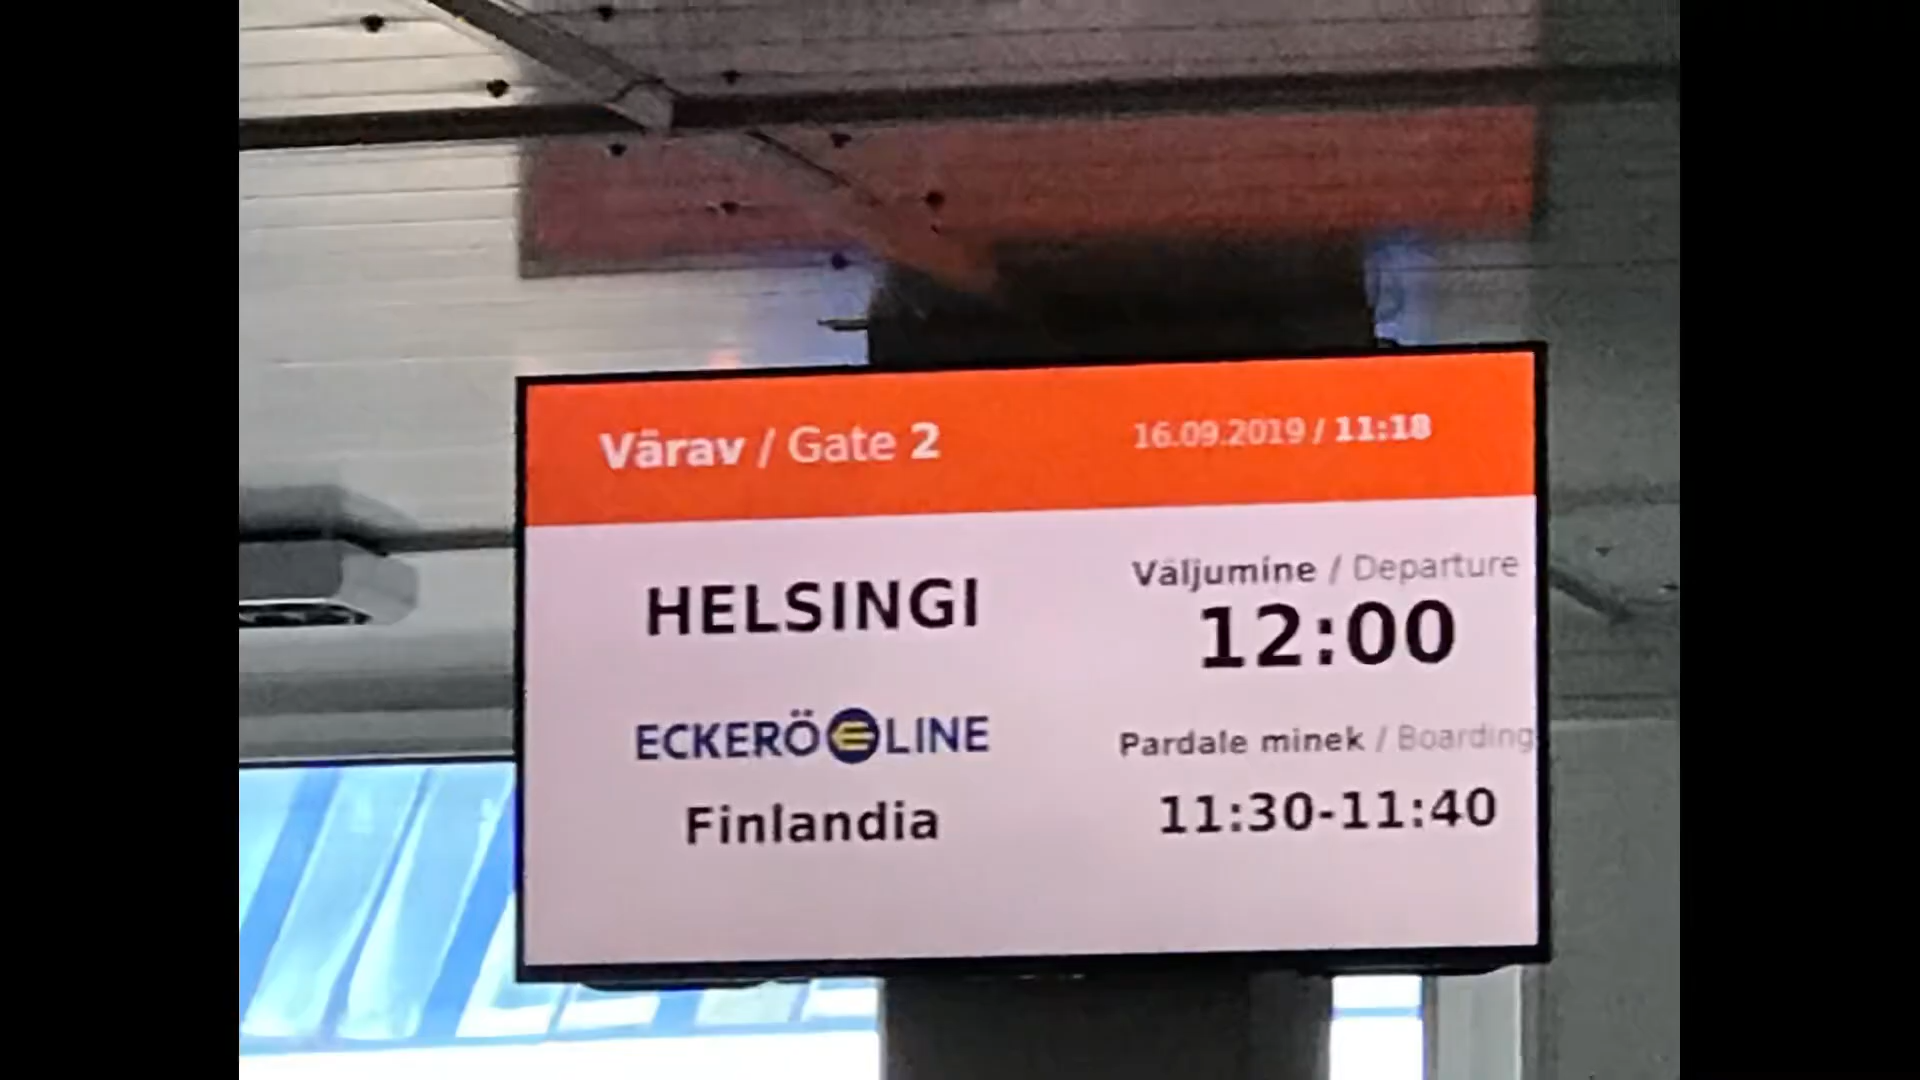 Värav / Gate 2
16.09.2019 / 11:18
HELSINGI
ECKERÖ LINE
Finlandia
Väljumine / Departure
12:00
Pardale minek / Boarding
11:30-11:40